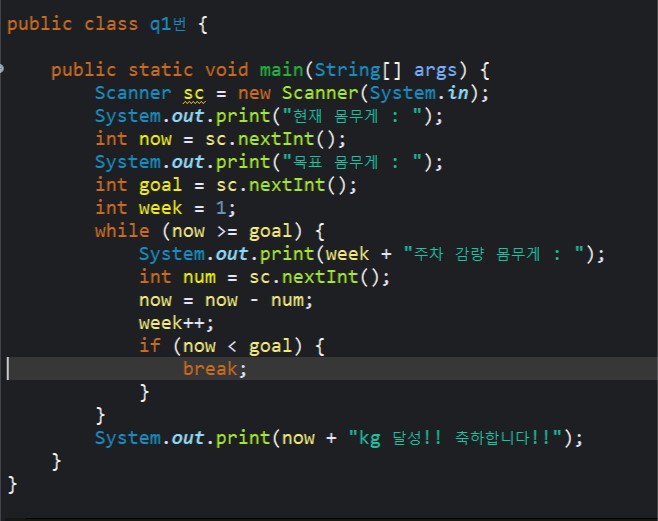 public class q1번 {
public static void main(String[] args) {
Scanner sc = new Scanner(System.in);
System.out.print("현재 몸무게 : ");
int now = sc.nextInt();
System.out.print("목표 몸무게 : ");
int goal = sc.nextInt();
int week = 1;
while (now >= goal) {
System.out.print(week + "주차 감량 몸무게 : ");
int num = sc.nextInt();
now = now - num;
week++;
if (now < goal) {
break;
}
}
System.out.print(now + "kg 달성!! 축하합니다!!");
}
}